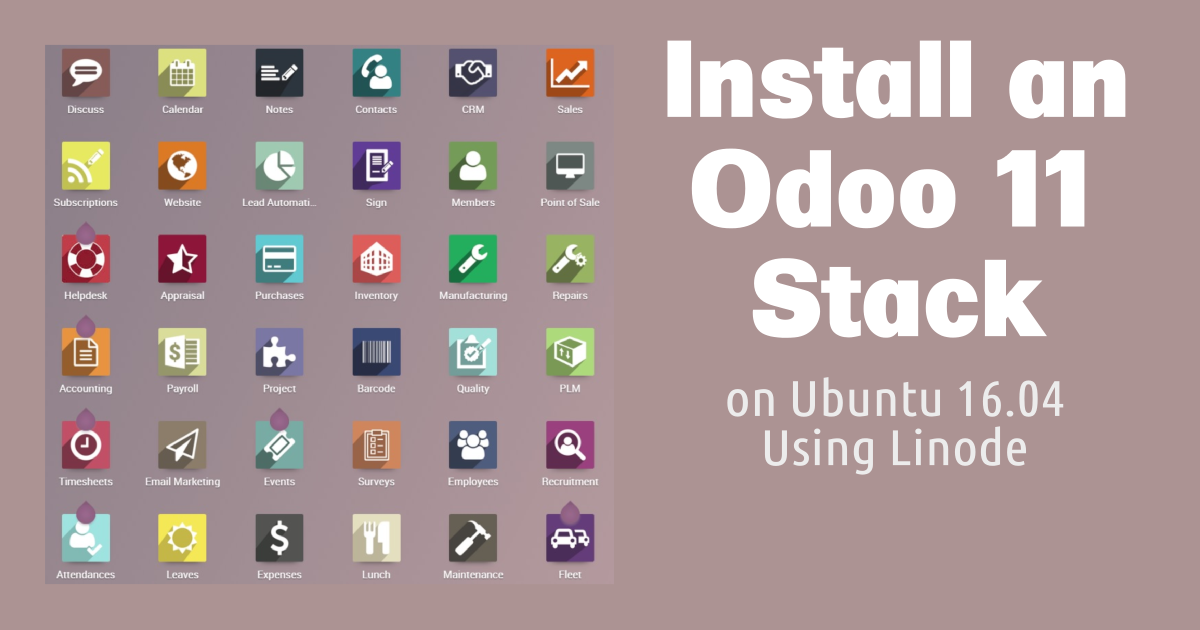 Discuss Calendar Notes Contacts CRM Sales
Subscriptions Website Lead Automati... Sign Members Point of Sale
Helpdesk Appraisal Purchases Inventory Manufacturing Repairs
Accounting Payroll Project Barcode Quality PLM
Timesheets Email Marketing Events Surveys Employees Recruitment
Attendances Leaves Expenses Lunch Maintenance Fleet
Install an
Odoo 11
Stack
on Ubuntu 16.04
Using Linode